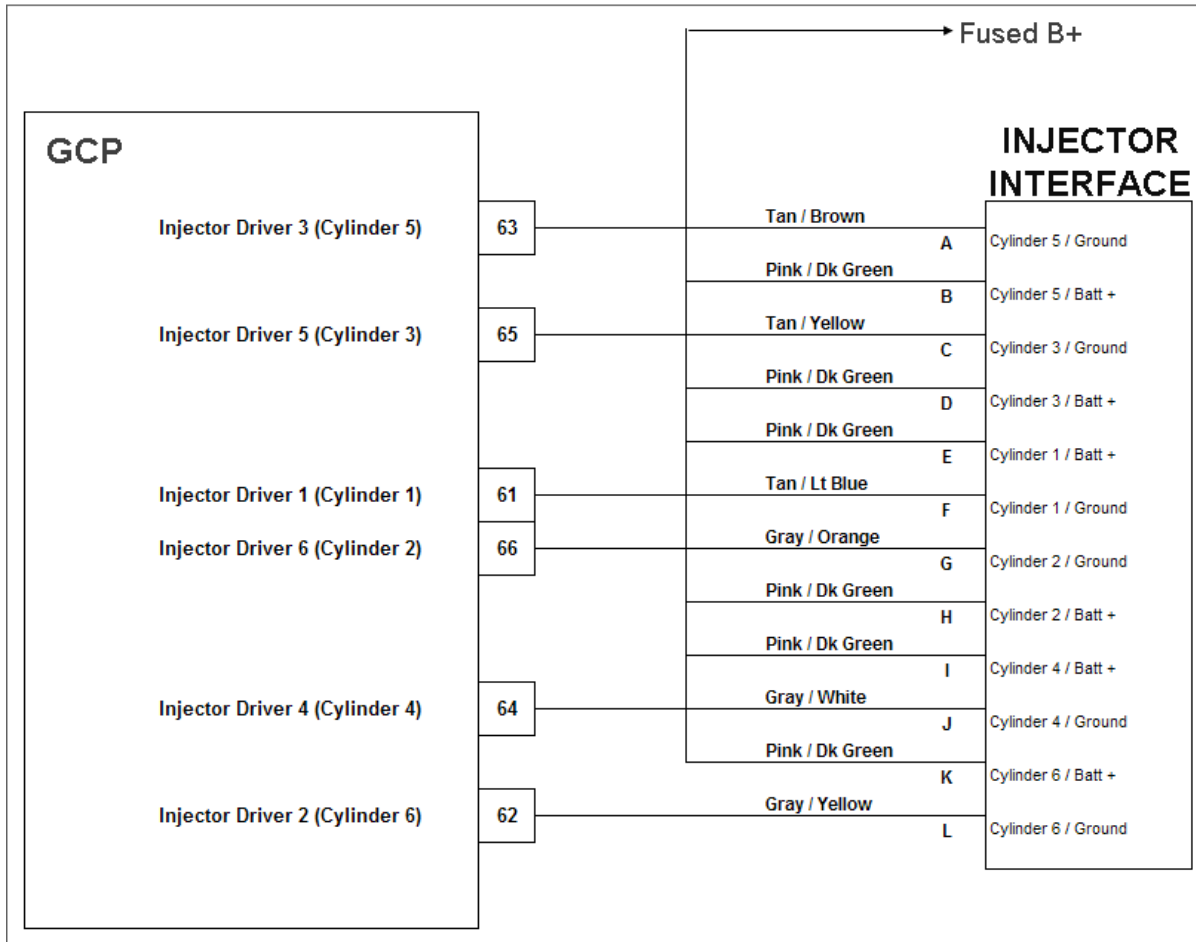 Fused B+
GCP
INJECTOR
INTERFACE
Injector Driver 3 (Cylinder 5)
63
Tan / Brown
A
Cylinder 5 / Ground
Pink / Dk Green
B
Cylinder 5 / Batt +
Injector Driver 5 (Cylinder 3)
65
Tan / Yellow
C
Cylinder 3 / Ground
Pink / Dk Green
D
Cylinder 3 / Batt +
Pink / Dk Green
E
Cylinder 1 / Batt +
Injector Driver 1 (Cylinder 1)
61
Tan / Lt Blue
F
Cylinder 1 / Ground
Injector Driver 6 (Cylinder 2)
66
Gray / Orange
G
Cylinder 2 / Ground
Pink / Dk Green
H
Cylinder 2 / Batt +
Pink / Dk Green
I
Cylinder 4 / Batt +
Injector Driver 4 (Cylinder 4)
64
Gray / White
J
Cylinder 4 / Ground
Pink / Dk Green
K
Cylinder 6 / Batt +
Injector Driver 2 (Cylinder 6)
62
Gray / Yellow
L
Cylinder 6 / Ground